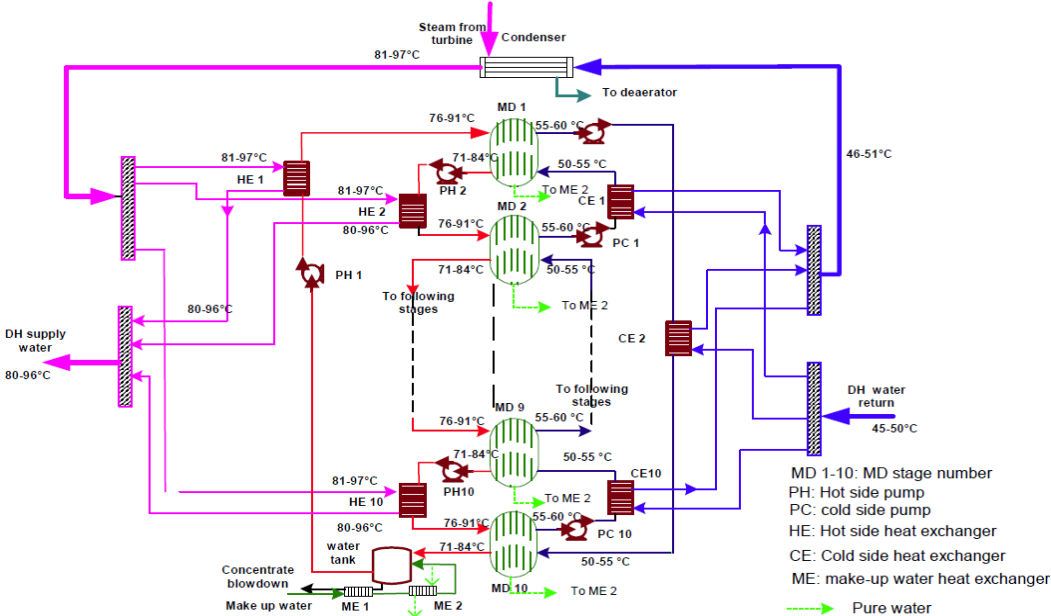 Steam from
turbine
Condenser
81-97°C
To deaerator
MD 1
76-91°C
55-60 °C
81-97°C
HE 1
71-84°C
50-55 °C
46-51°C
PH 2
To ME 2
CE 1
81-97°C
HE 2
MD 2
80-96°C
76-91°C
55-60 °C
PC 1
PH 1
71-84°C
50-55 °C
To following
stages
To ME 2
80-96°C
DH supply
water
80-96°C
CE 2
To following
stages
MD 9
DH water
return
45-50°C
76-91°C
55-60 °C
71-84°C
50-55 °C
CE10
81-97°C
PH10
HE 10
To ME 2
80-96°C
76-91°C
55-60 °C
PC 10
water
tank
71-84°C
50-55 °C
Concentrate
blowdown
MD 10
To ME 2
Make up water
ME 1
ME 2
MD 1-10: MD stage number
PH: Hot side pump
PC: cold side pump
HE: Hot side heat exchanger
CE: Cold side heat exchanger
ME: make-up water heat exchanger
Pure water